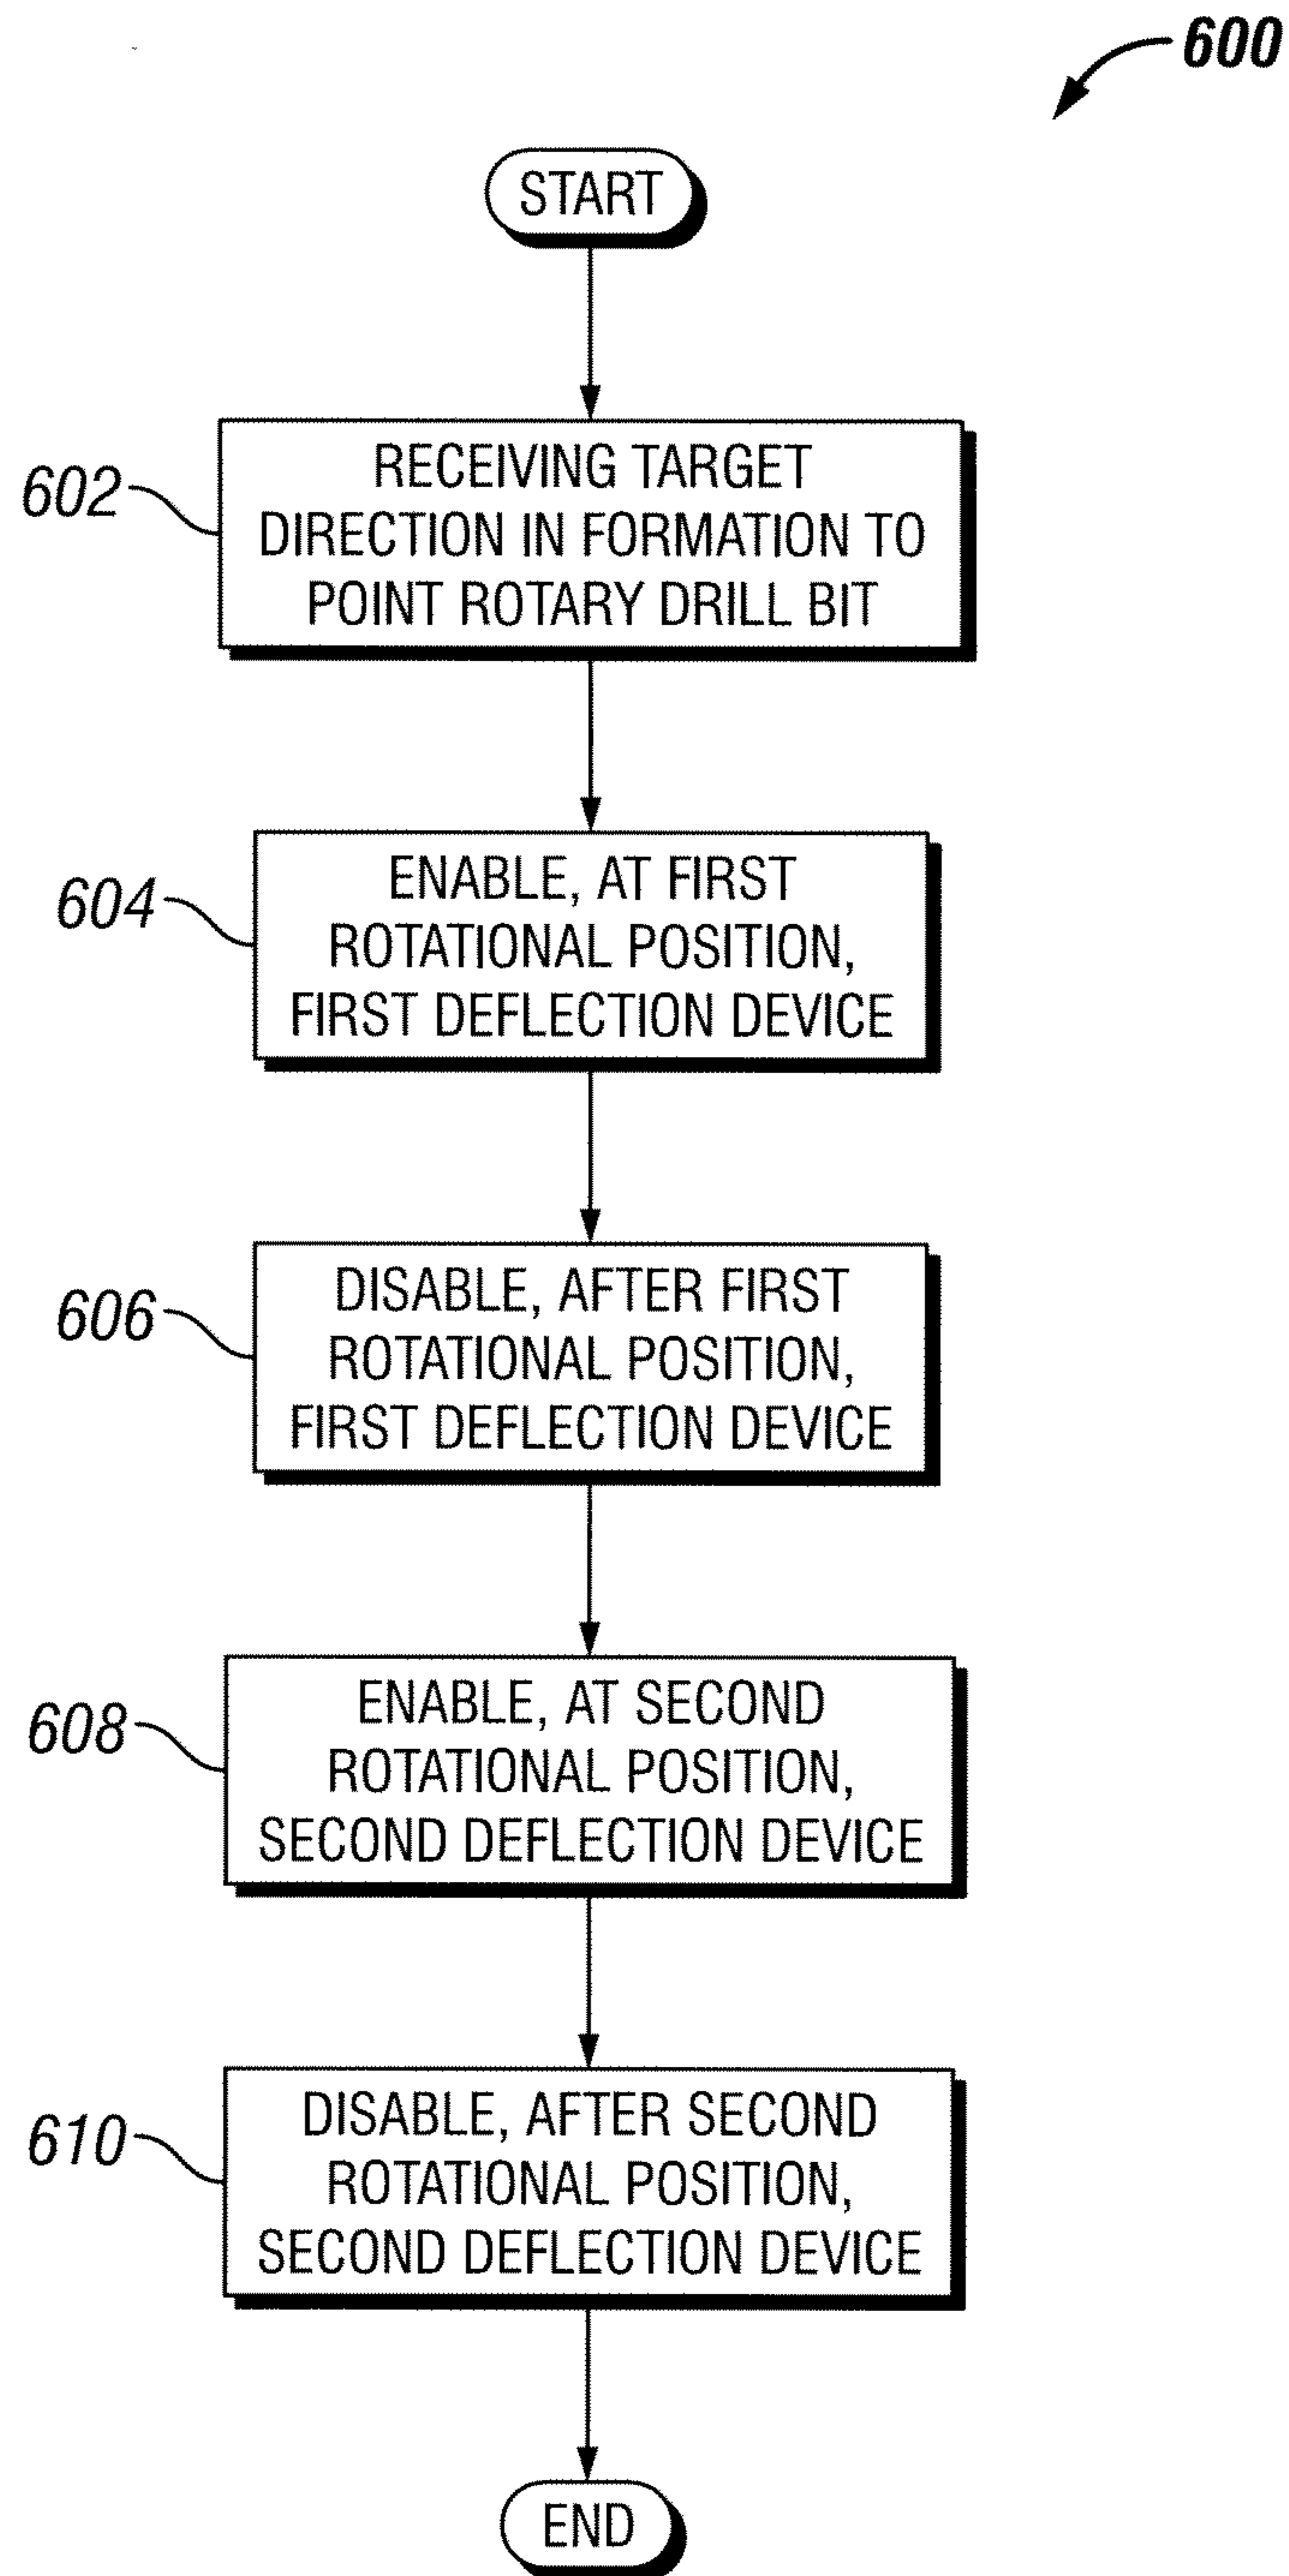 600
START
602
RECEIVING TARGET
DIRECTION IN FORMATION TO
POINT ROTARY DRILL BIT
604
ENABLE, AT FIRST
ROTATIONAL POSITION,
FIRST DEFLECTION DEVICE
606
DISABLE, AFTER FIRST
ROTATIONAL POSITION,
FIRST DEFLECTION DEVICE
608
ENABLE, AT SECOND
ROTATIONAL POSITION,
SECOND DEFLECTION DEVICE
610
DISABLE, AFTER SECOND
ROTATIONAL POSITION,
SECOND DEFLECTION DEVICE
END